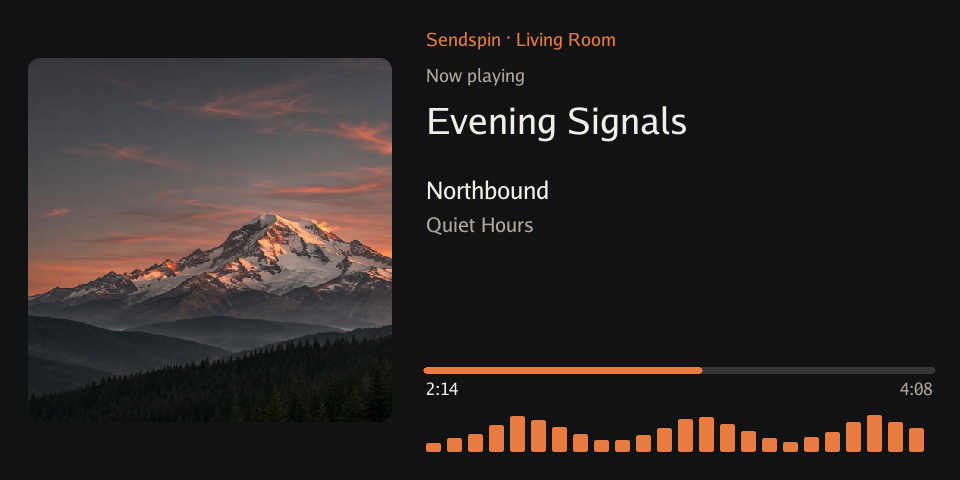 Sendspin · Living Room
Now playing
Evening Signals
Northbound
Quiet Hours
2:14
4:08